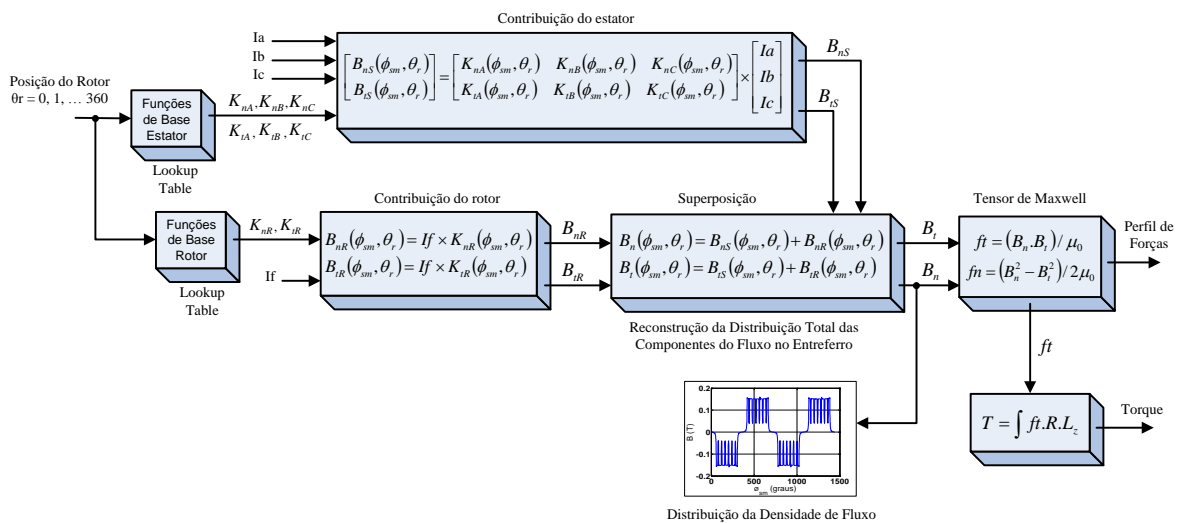 Contribuição do estator
Ia
Ib
Ic
[B_nS(ϕ_sm,θ_r)] = [K_nA(ϕ_sm,θ_r) K_nB(ϕ_sm,θ_r) K_nC(ϕ_sm,θ_r)] × [Ia]
[B_tS(ϕ_sm,θ_r)] [K_tA(ϕ_sm,θ_r) K_tB(ϕ_sm,θ_r) K_tC(ϕ_sm,θ_r)] [Ib]
[Ic]
B_nS
B_tS
Posição do Rotor
θr = 0, 1, ... 360
Funções
de Base
Estator
Lookup
Table
K_nA, K_nB, K_nC
K_tA, K_tB, K_tC
Funções
de Base
Rotor
Lookup
Table
K_nR, K_tR
If
Contribuição do rotor
B_nR(ϕ_sm,θ_r) = If × K_nR(ϕ_sm,θ_r)
B_tR(ϕ_sm,θ_r) = If × K_tR(ϕ_sm,θ_r)
B_nR
B_tR
Superposição
B_n(ϕ_sm,θ_r) = B_nS(ϕ_sm,θ_r) + B_nR(ϕ_sm,θ_r)
B_t(ϕ_sm,θ_r) = B_tS(ϕ_sm,θ_r) + B_tR(ϕ_sm,θ_r)
Reconstrução da Distribuição Total das
Componentes do Fluxo no Entreferro
B_t
B_n
Tensor de Maxwell
ft = (B_n.B_t)/μ_0
fn = (B_n^2 − B_t^2)/2μ_0
Perfil de
Forças
ft
T = ∫ ft.R.L_z
Torque
0.2
0.1
0
-0.1
-0.2
B (T)
0 500 1000 1500
ø_sm (graus)
Distribuição da Densidade de Fluxo